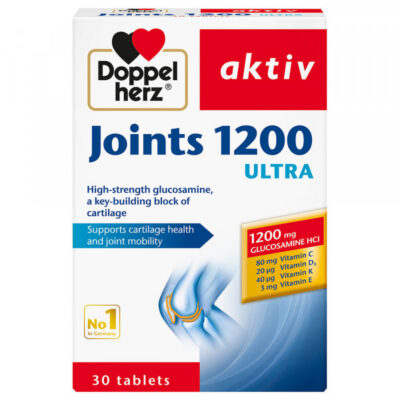 Doppel
herz®
aktiv
Joints 1200
ULTRA
High-strength glucosamine,
a key-building block of
cartilage
Supports cartilage health
and joint mobility
1200 mg
GLUCOSAMINE HCl
80 mg Vitamin C
20 µg Vitamin D₃
40 µg Vitamin K
3 mg Vitamin E
No 1
in Germany
30 tablets